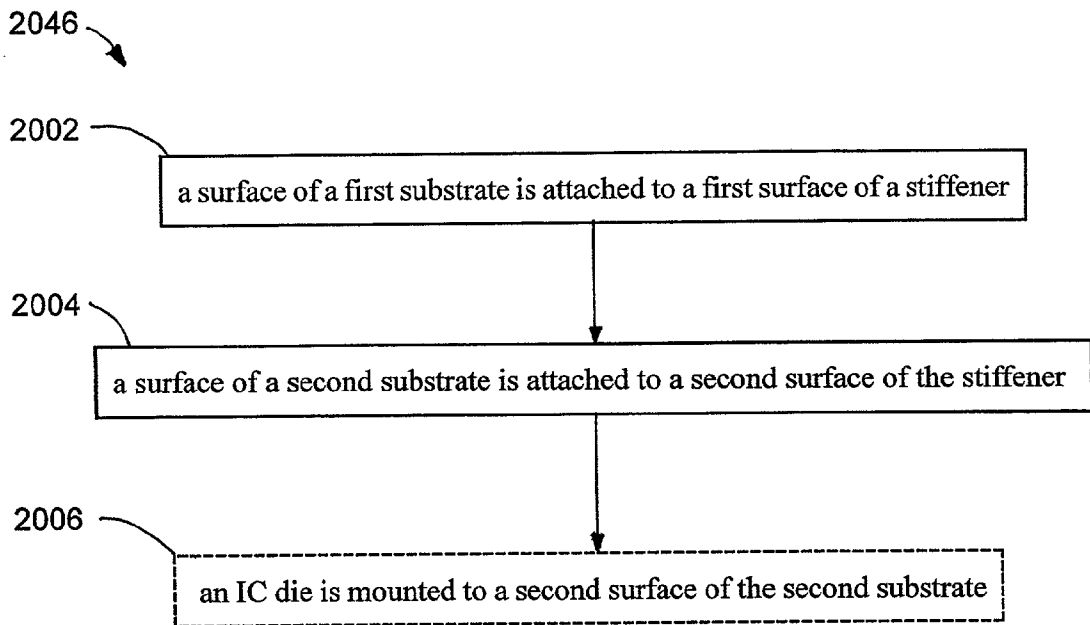 2046
2002
a surface of a first substrate is attached to a first surface of a stiffener
2004
a surface of a second substrate is attached to a second surface of the stiffener
2006
an IC die is mounted to a second surface of the second substrate